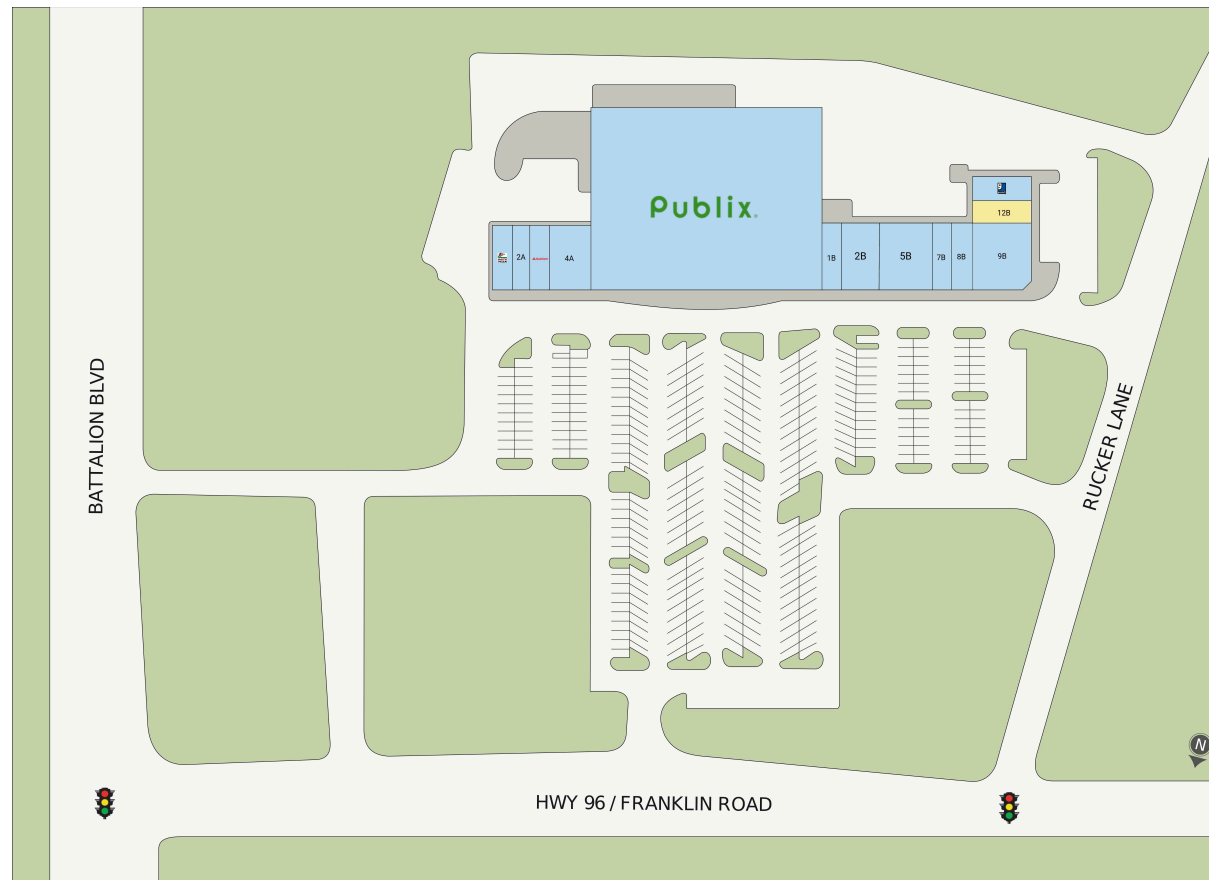 Publix.
12B
2A
4A
1B
2B
5B
7B
8B
9B
BATTALION BLVD
RUCKER LANE
N
HWY 96 / FRANKLIN ROAD